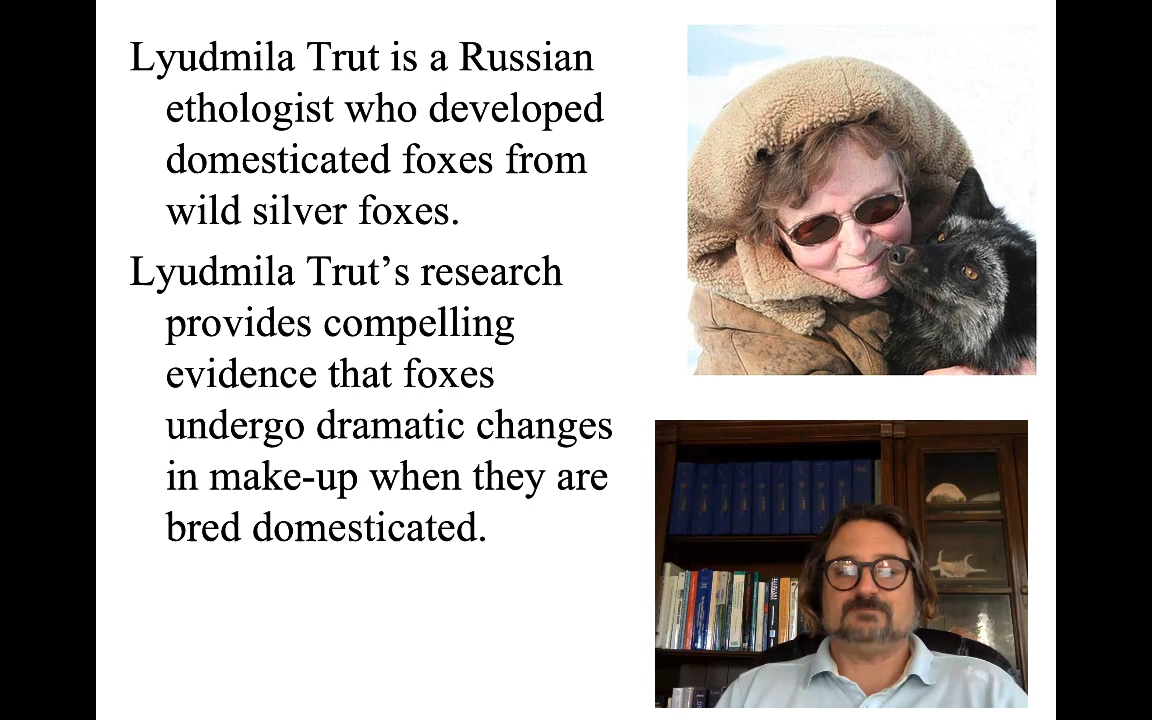 Lyudmila Trut is a Russian
ethologist who developed
domesticated foxes from
wild silver foxes.
Lyudmila Trut’s research
provides compelling
evidence that foxes
undergo dramatic changes
in make-up when they are
bred domesticated.